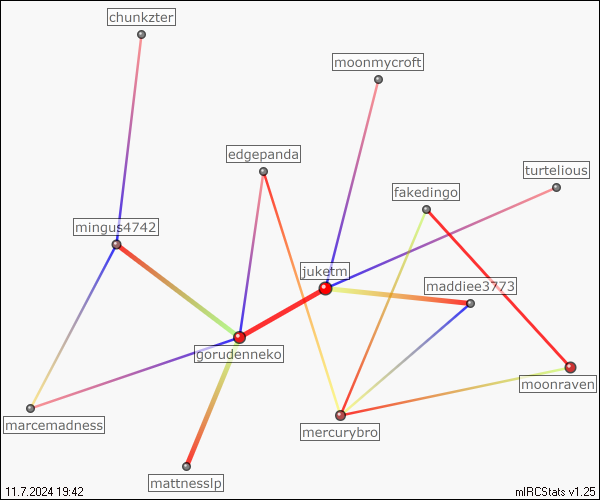 chunkzter
moonmycroft
edgepanda
turtelious
fakedingo
mingus4742
juketm
maddiee3773
gorudenneko
moonraven
marcemadness
mercurybro
mattnesslp
11.7.2024 19:42
mIRCStats v1.25